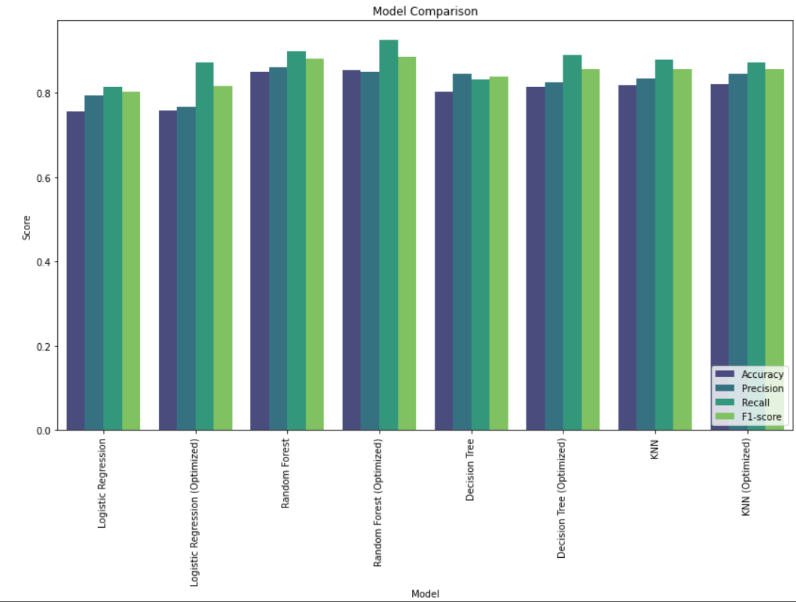 Model Comparison
Score
0.8
0.6
0.4
0.2
0.0
Accuracy
Precision
Recall
F1-score
Logistic Regression
Logistic Regression (Optimized)
Random Forest
Random Forest (Optimized)
Decision Tree
Decision Tree (Optimized)
KNN
KNN (Optimized)
Model